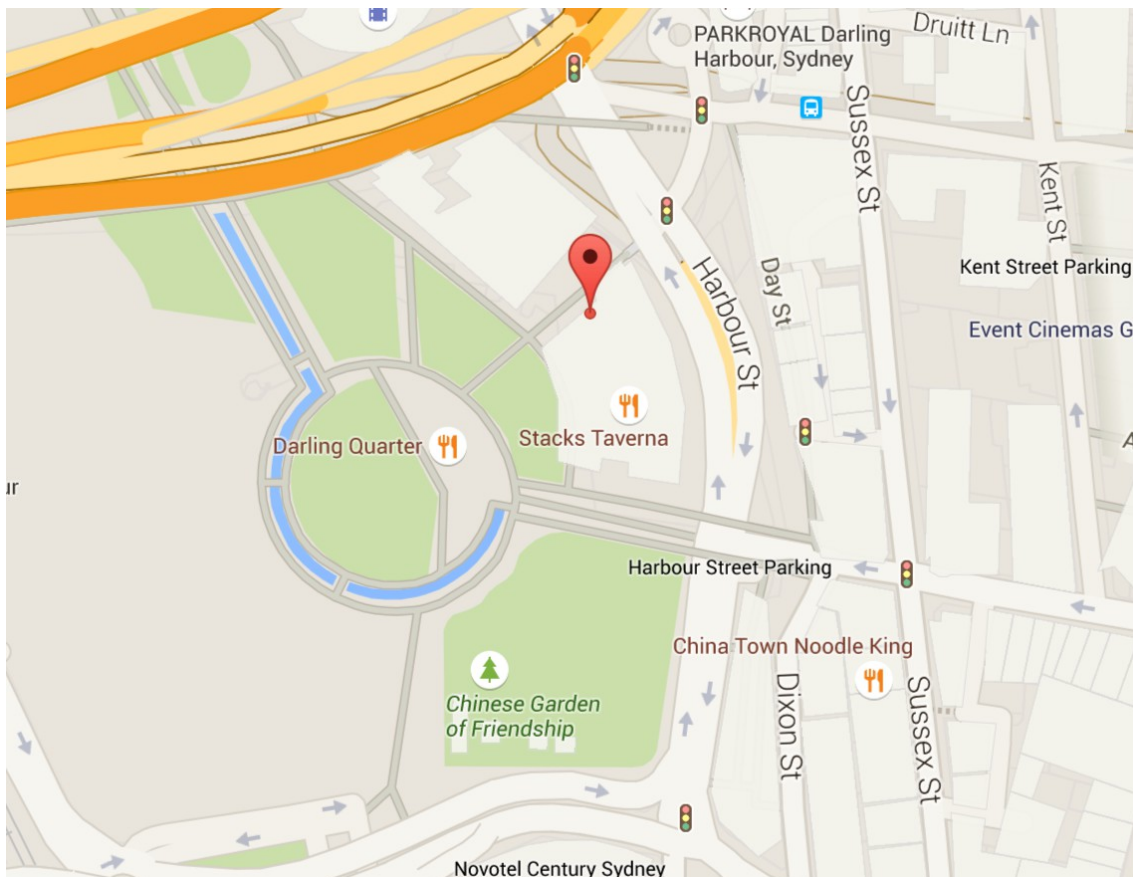 Druitt Ln
PARKROYAL Darling
Harbour, Sydney
Sussex St
Kent St
Kent Street Parking
Harbour St
Day St
Event Cinemas G
Stacks Taverna
Darling Quarter
ur
A
Harbour Street Parking
China Town Noodle King
Chinese Garden
of Friendship
Dixon St
Sussex St
Novotel Century Sydney